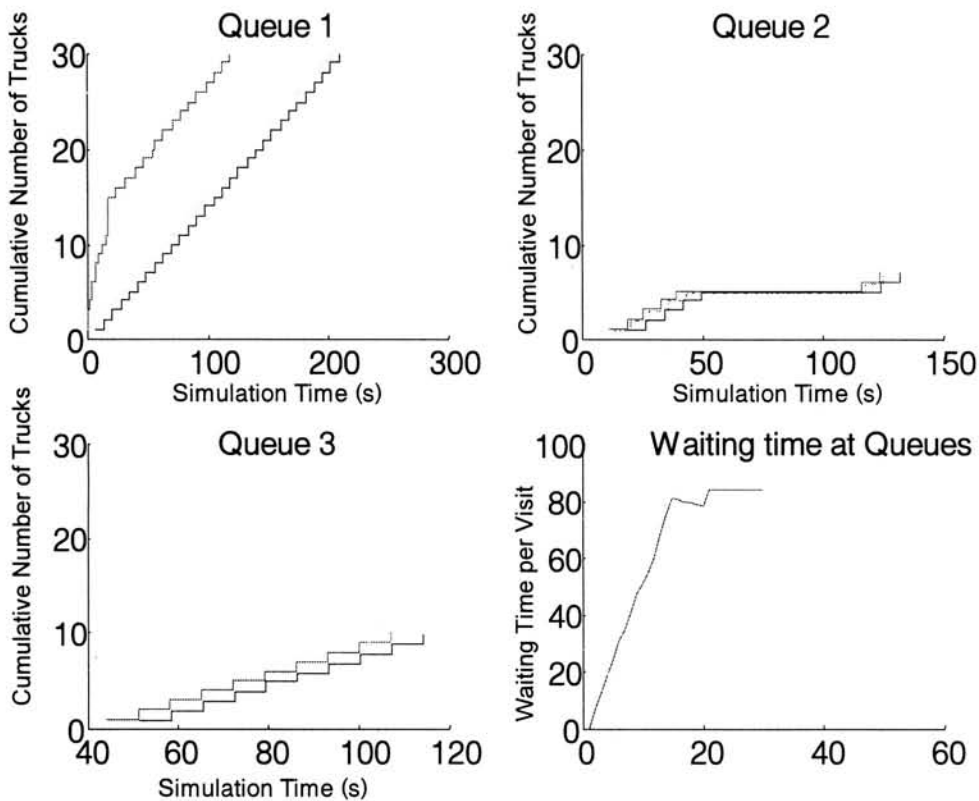 Queue 1
Cumulative Number of Trucks
30
20
10
0
0 100 200 300
Simulation Time (s)
Queue 2
Cumulative Number of Trucks
30
20
10
0
0 50 100 150
Simulation Time (s)
Queue 3
Cumulative Number of Trucks
30
20
10
0
40 60 80 100 120
Simulation Time (s)
Waiting time at Queues
Waiting Time per Visit
100
80
60
40
20
0
0 20 40 60